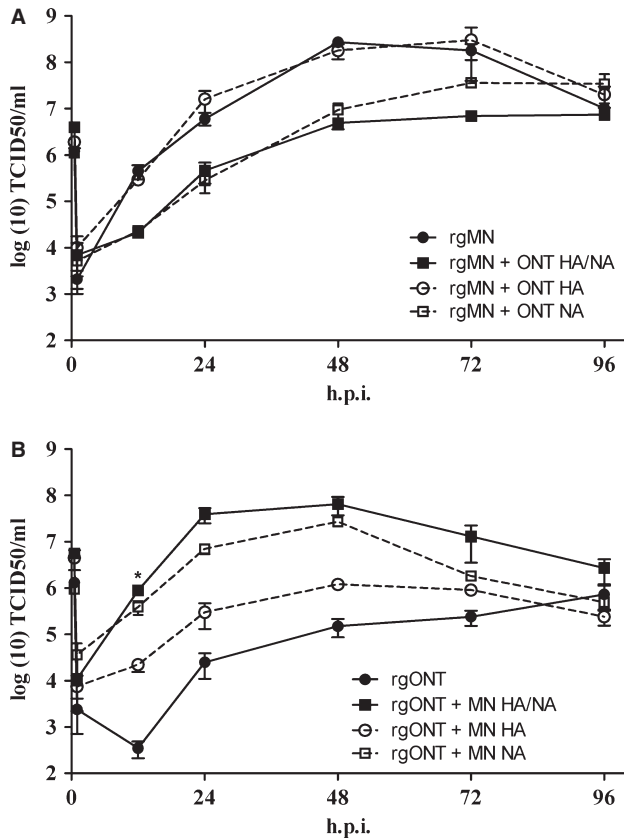 A
9
8
7
6
5
4
3
2
log (10) TCID50/ml
rgMN
rgMN + ONT HA/NA
rgMN + ONT HA
rgMN + ONT NA
0 24 48 72 96
h.p.i.
B
9
8
7
6
5
4
3
2
log (10) TCID50/ml
*
rgONT
rgONT + MN HA/NA
rgONT + MN HA
rgONT + MN NA
0 24 48 72 96
h.p.i.